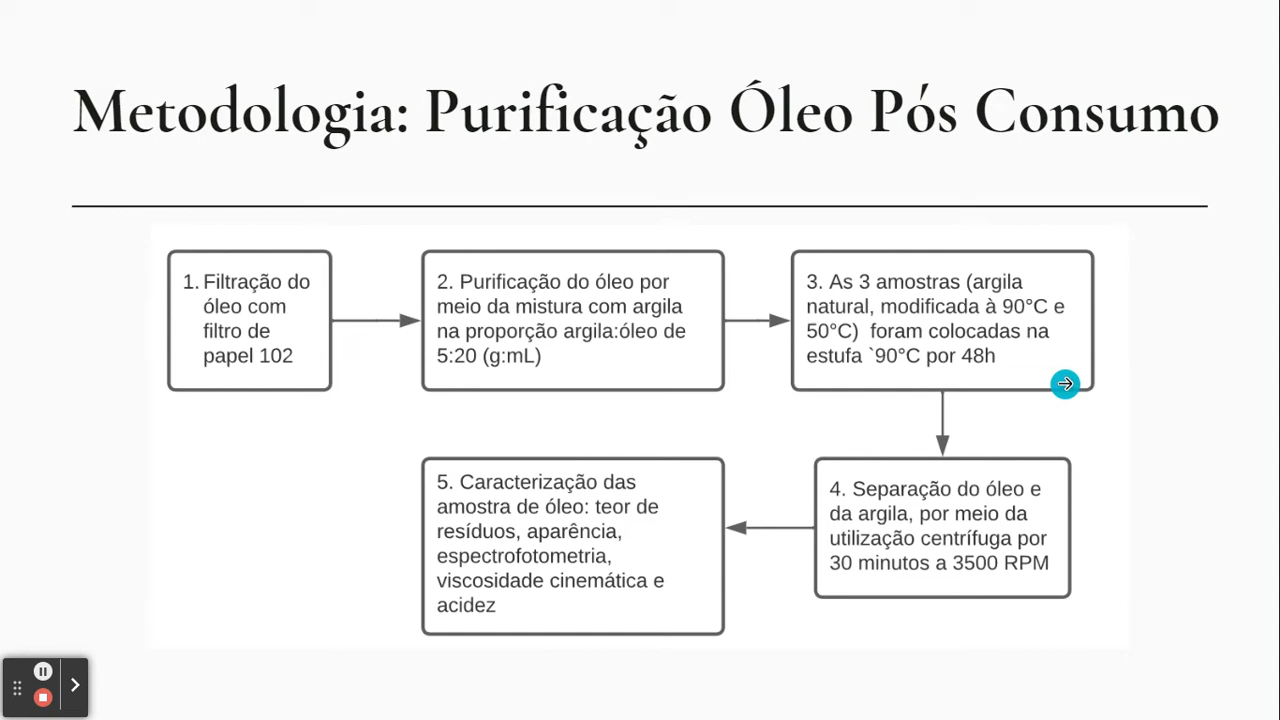 Metodologia: Purificação Óleo Pós Consumo
1. Filtração do
óleo com
filtro de
papel 102
2. Purificação do óleo por
meio da mistura com argila
na proporção argila:óleo de
5:20 (g:mL)
3. As 3 amostras (argila
natural, modificada à 90°C e
50°C) foram colocadas na
estufa `90°C por 48h
4. Separação do óleo e
da argila, por meio da
utilização centrífuga por
30 minutos a 3500 RPM
5. Caracterização das
amostra de óleo: teor de
resíduos, aparência,
espectrofotometria,
viscosidade cinemática e
acidez